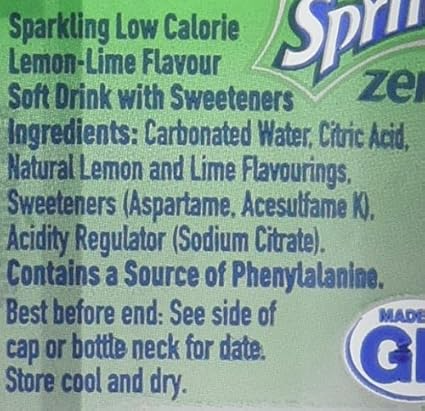 Sparkling Low Calorie
Lemon-Lime Flavour
Soft Drink with Sweeteners
Ingredients: Carbonated Water, Citric Acid,
Natural Lemon and Lime Flavourings,
Sweeteners (Aspartame, Acesulfame K),
Acidity Regulator (Sodium Citrate).
Contains a Source of Phenylalanine.
Best before end: See side of
cap or bottle neck for date.
Store cool and dry.
MADE